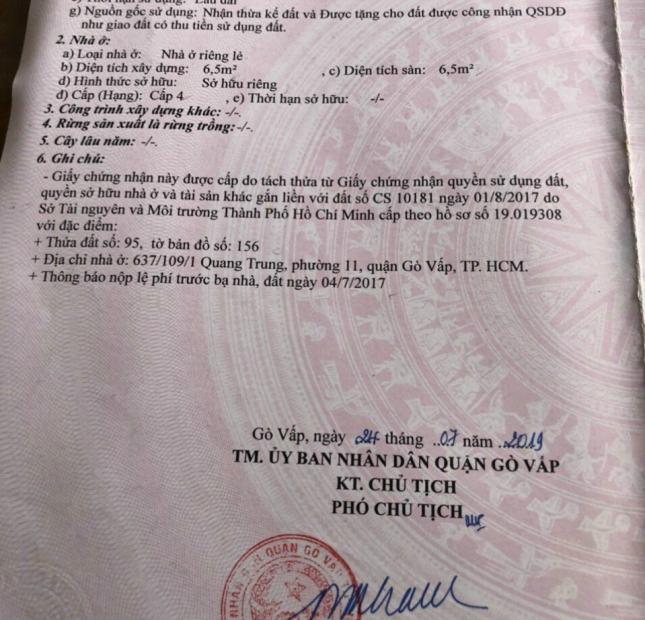 g) Nguồn gốc sử dụng: Nhận thừa kế đất và Được tặng cho đất được công nhận QSDĐ
như giao đất có thu tiền sử dụng đất.
2. Nhà ở:
a) Loại nhà ở: Nhà ở riêng lẻ
b) Diện tích xây dựng: 6,5m² , c) Diện tích sàn: 6,5m²
d) Hình thức sở hữu: Sở hữu riêng
đ) Cấp (Hạng): Cấp 4 , e) Thời hạn sở hữu: -/-
3. Công trình xây dựng khác: -/-.
4. Rừng sản xuất là rừng trồng: -/-.
5. Cây lâu năm: -/-.
6. Ghi chú:
- Giấy chứng nhận này được cấp do tách thửa từ Giấy chứng nhận quyền sử dụng đất,
quyền sở hữu nhà ở và tài sản khác gắn liền với đất số CS 10181 ngày 01/8/2017 do
Sở Tài nguyên và Môi trường Thành Phố Hồ Chí Minh cấp theo hồ sơ số 19.019308
với đặc điểm:
+ Thửa đất số: 95, tờ bản đồ số: 156
+ Địa chỉ nhà ở: 637/109/1 Quang Trung, phường 11, quận Gò Vấp, TP. HCM.
+ Thông báo nộp lệ phí trước bạ nhà, đất ngày 04/7/2017
Gò Vấp, ngày 24 tháng ..07 năm ..2019
TM. ỦY BAN NHÂN DÂN QUẬN GÒ VẤP
KT. CHỦ TỊCH
PHÓ CHỦ TỊCH
NHÂN DÂN QUẬN GÒ VẤP